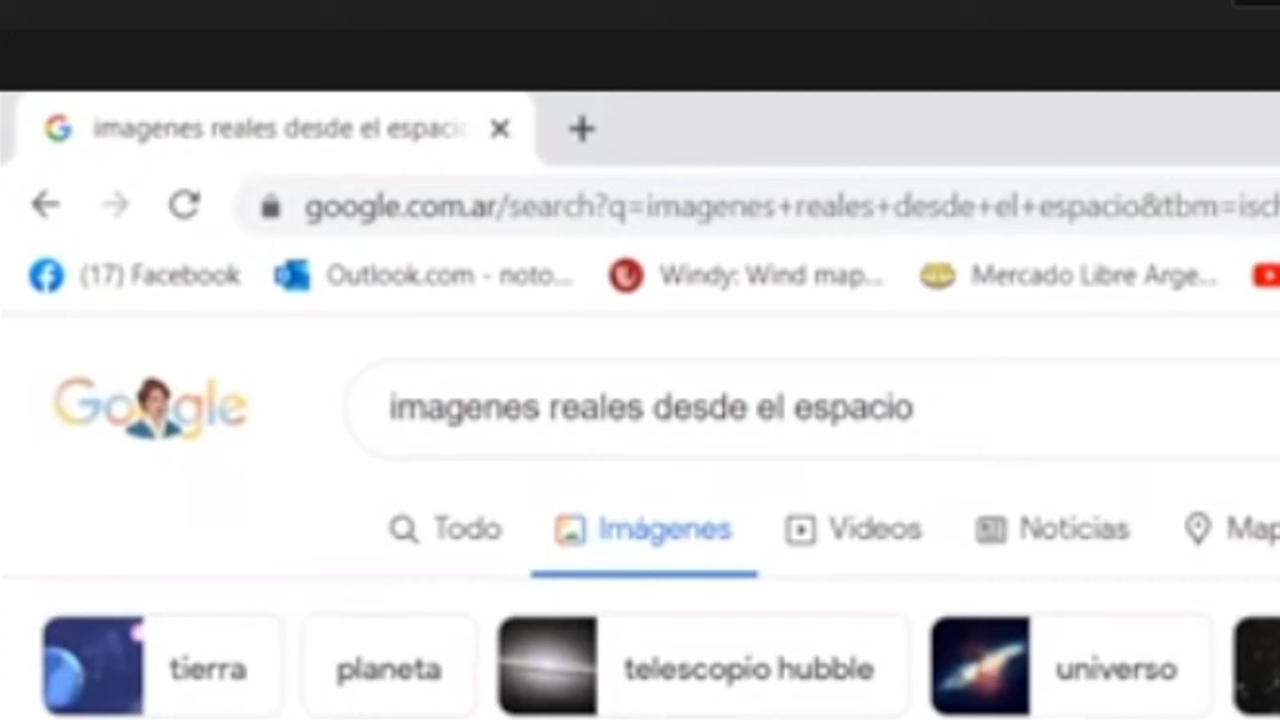 imagenes reales desde el espacio
google.com.ar/search?q=imagenes+reales+desde+el+espacio&tbm=isch
(17) Facebook Outlook.com - noto... Windy: Wind map... Mercado Libre Arge...
Google imagenes reales desde el espacio
Todo Imágenes Videos Noticias Map
tierra planeta telescopio hubble universo